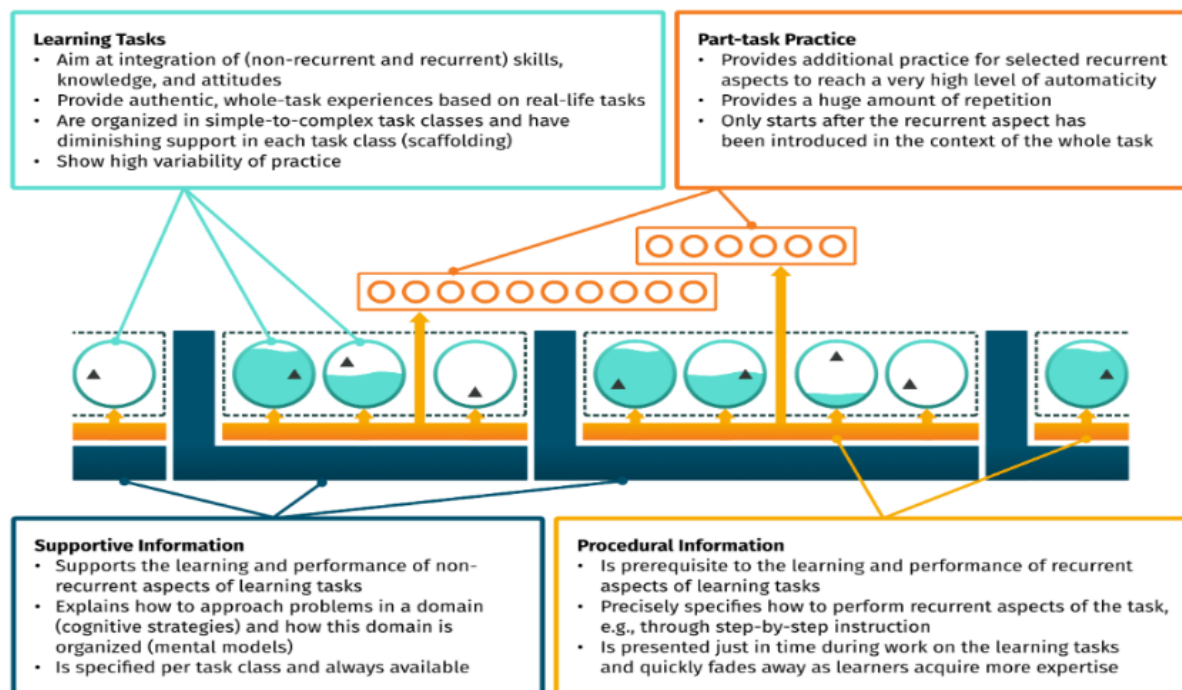 Learning Tasks
• Aim at integration of (non-recurrent and recurrent) skills,
knowledge, and attitudes
• Provide authentic, whole-task experiences based on real-life tasks
• Are organized in simple-to-complex task classes and have
diminishing support in each task class (scaffolding)
• Show high variability of practice
Part-task Practice
• Provides additional practice for selected recurrent
aspects to reach a very high level of automaticity
• Provides a huge amount of repetition
• Only starts after the recurrent aspect has
been introduced in the context of the whole task
Supportive Information
• Supports the learning and performance of non-
recurrent aspects of learning tasks
• Explains how to approach problems in a domain
(cognitive strategies) and how this domain is
organized (mental models)
• Is specified per task class and always available
Procedural Information
• Is prerequisite to the learning and performance of recurrent
aspects of learning tasks
• Precisely specifies how to perform recurrent aspects of the task,
e.g., through step-by-step instruction
• Is presented just in time during work on the learning tasks
and quickly fades away as learners acquire more expertise